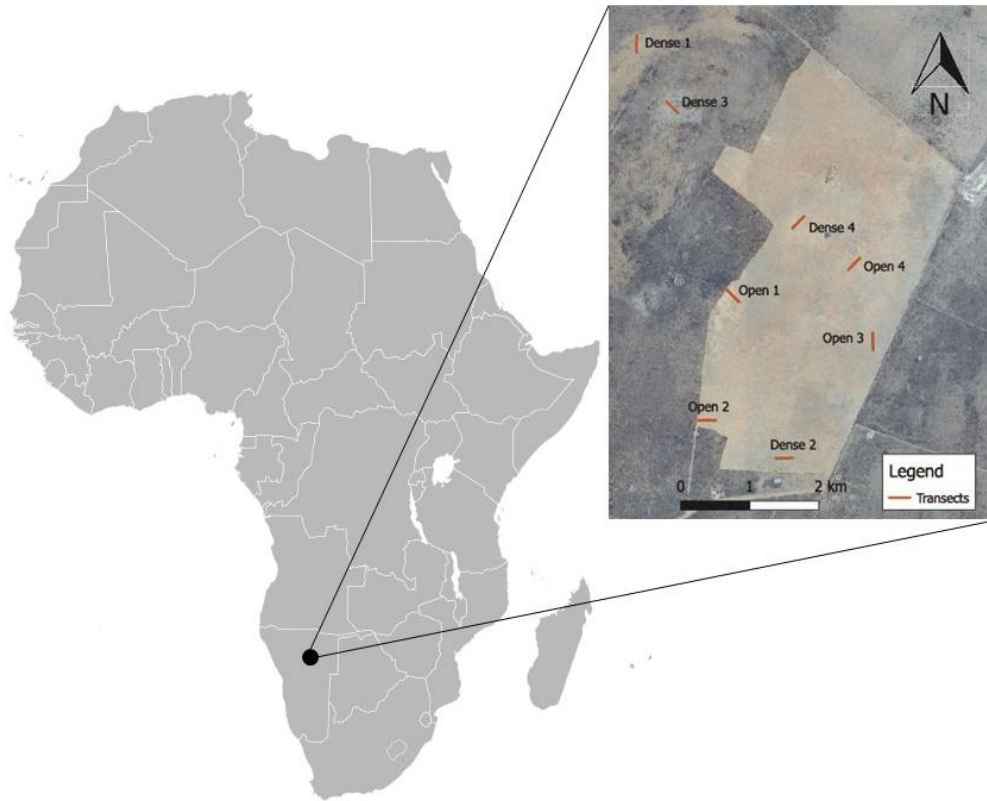 Dense 1
Dense 3
N
Dense 4
Open 4
Open 1
Open 3
Open 2
Dense 2
0 1 2 km
Legend
Transects